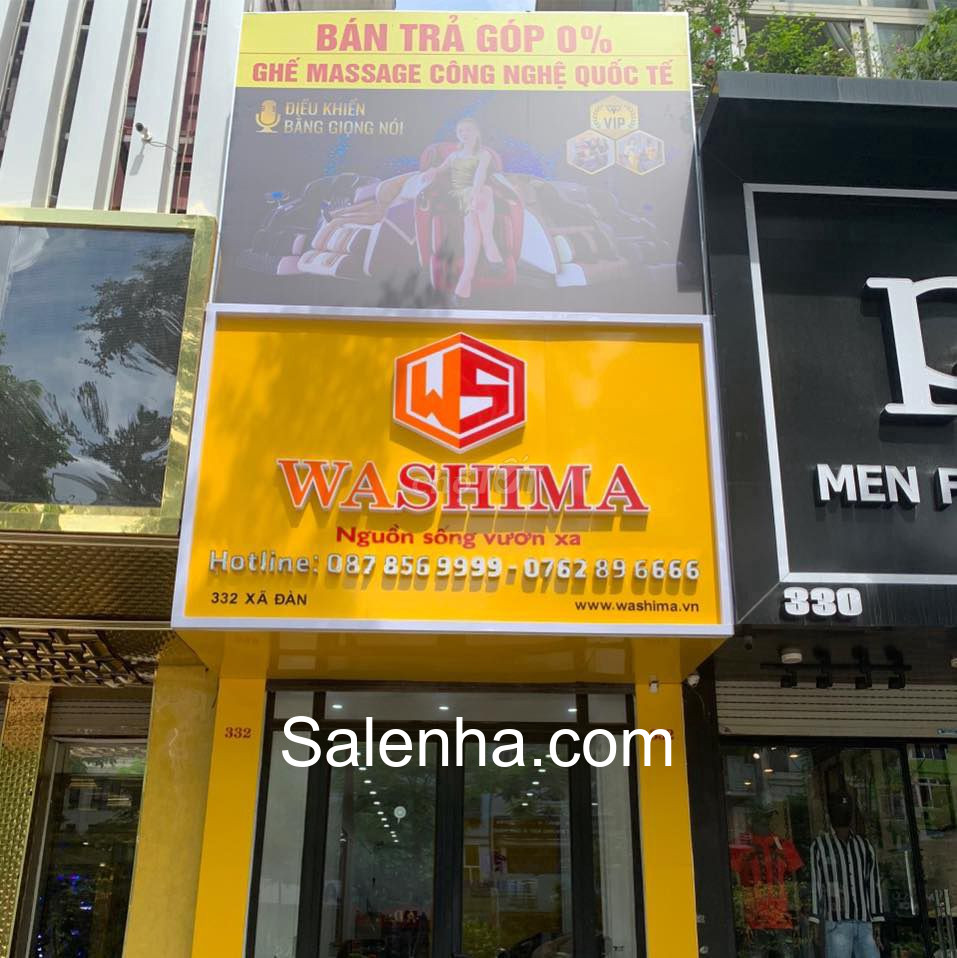 BÁN TRẢ GÓP 0%
GHẾ MASSAGE CÔNG NGHỆ QUỐC TẾ
ĐIỀU KHIỂN
BẰNG GIỌNG NÓI
VIP
WS
WASHIMA
Nguồn sống vươn xa
Hotline: 087 856 9999 - 0762 89 6666
332 XÃ ĐÀN
www.washima.vn
MEN F
330
332
Salenha.com